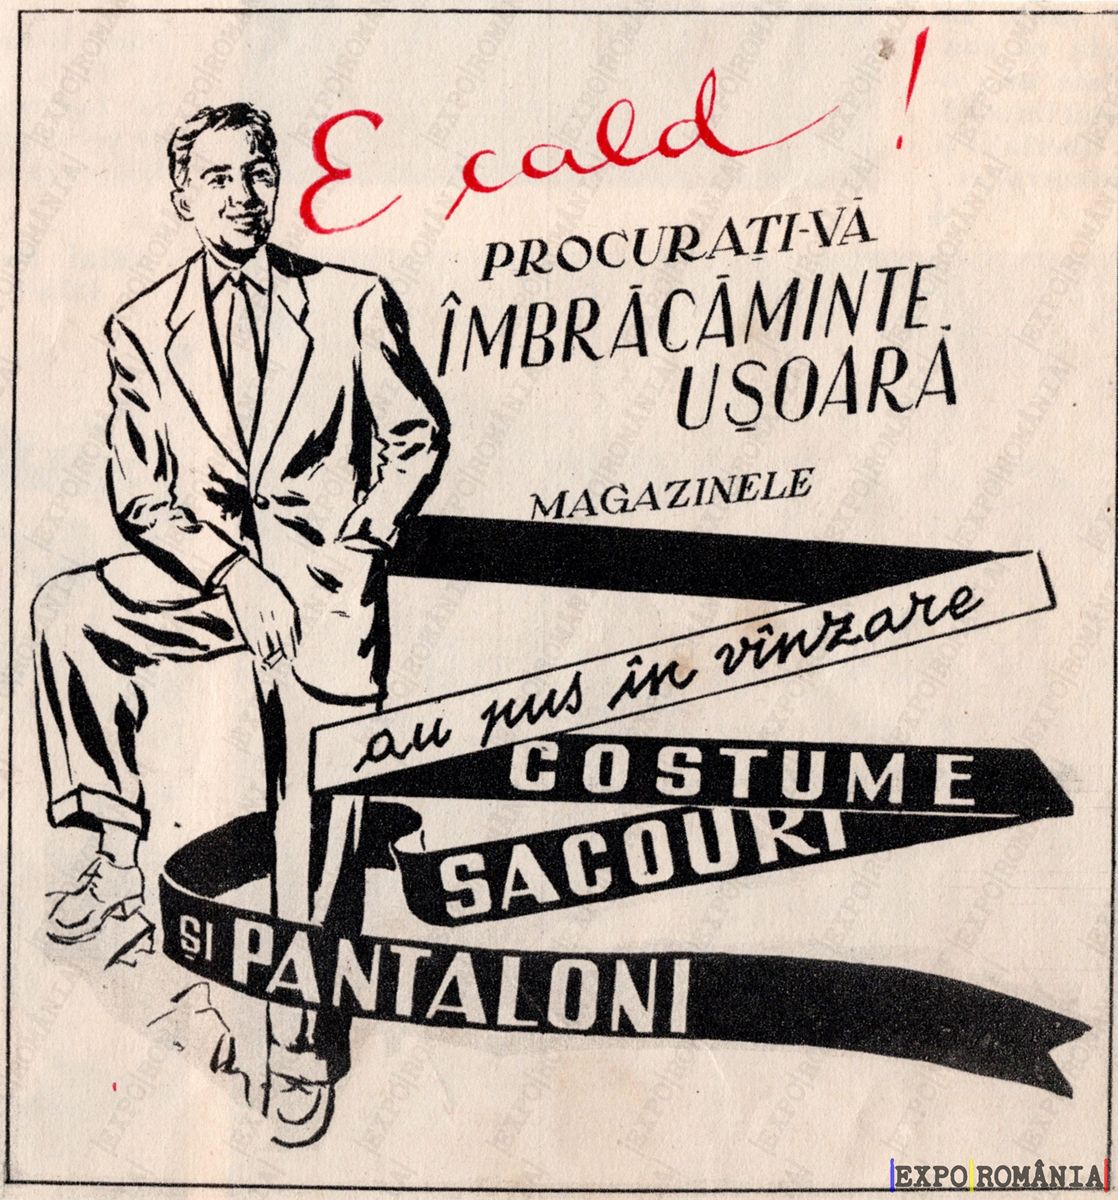 E cald !
PROCURAȚI-VĂ
ÎMBRĂCĂMINTE
UȘOARĂ
MAGAZINELE
au pus în vînzare
COSTUME
SACOURI
ȘI PANTALONI
|EXPO|ROMÂNIA|